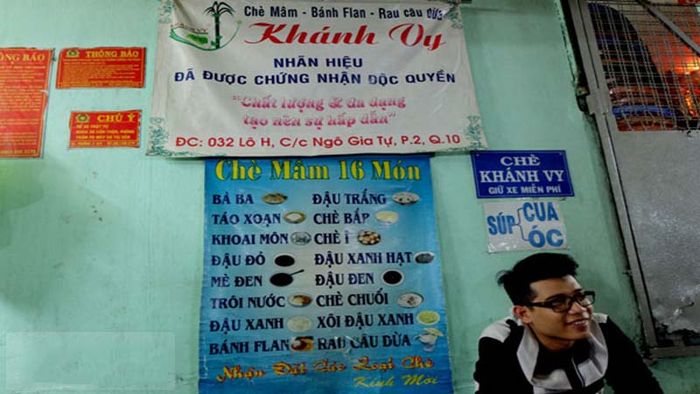 THÔNG BÁO
THÔNG BÁO
CHÚ Ý
Chè Mâm - Bánh Flan - Rau câu dừa
Khánh Vy
NHÃN HIỆU
ĐÃ ĐƯỢC CHỨNG NHẬN ĐỘC QUYỀN
"Chất lượng & đa dạng
tạo nên sự hấp dẫn"
ĐC: 032 Lô H, C/c Ngô Gia Tự, P.2, Q.10
Chè Mâm 16 Món
BÀ BA ĐẬU TRẮNG
TÁO XOẠN CHÈ BẮP
KHOAI MÔN CHÈ Ỉ
ĐẬU ĐỎ ĐẬU XANH HẠT
MÈ ĐEN ĐẬU ĐEN
TRÔI NƯỚC CHÈ CHUỐI
ĐẬU XANH XÔI ĐẬU XANH
BÁNH FLAN RAU CÂU DỪA
Nhận Đặt Các Loại Chè
Kính Mời
CHÈ
KHÁNH VY
GIỮ XE MIỄN PHÍ
SÚP CUA
ÓC